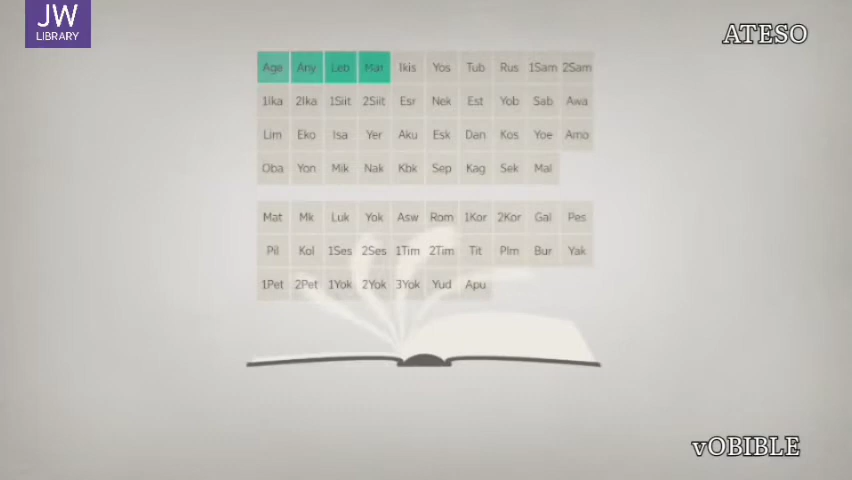 JW
LIBRARY
ATESO
Age Any Leb Mar Ikis Yos Tub Rus 1Sam 2Sam
1Ika 2Ika 1Siit 2Siit Esr Nek Est Yob Sab Awa
Lim Eko Isa Yer Aku Esk Dan Kos Yoe Amo
Oba Yon Mik Nak Kbk Sep Kag Sek Mal
Mat Mk Luk Yok Asw Rom 1Kor 2Kor Gal Pes
Pil Kol 1Ses 2Ses 1Tim 2Tim Tit Plm Bur Yak
1Pet 2Pet 1Yok 2Yok 3Yok Yud Apu
vOBIBLE